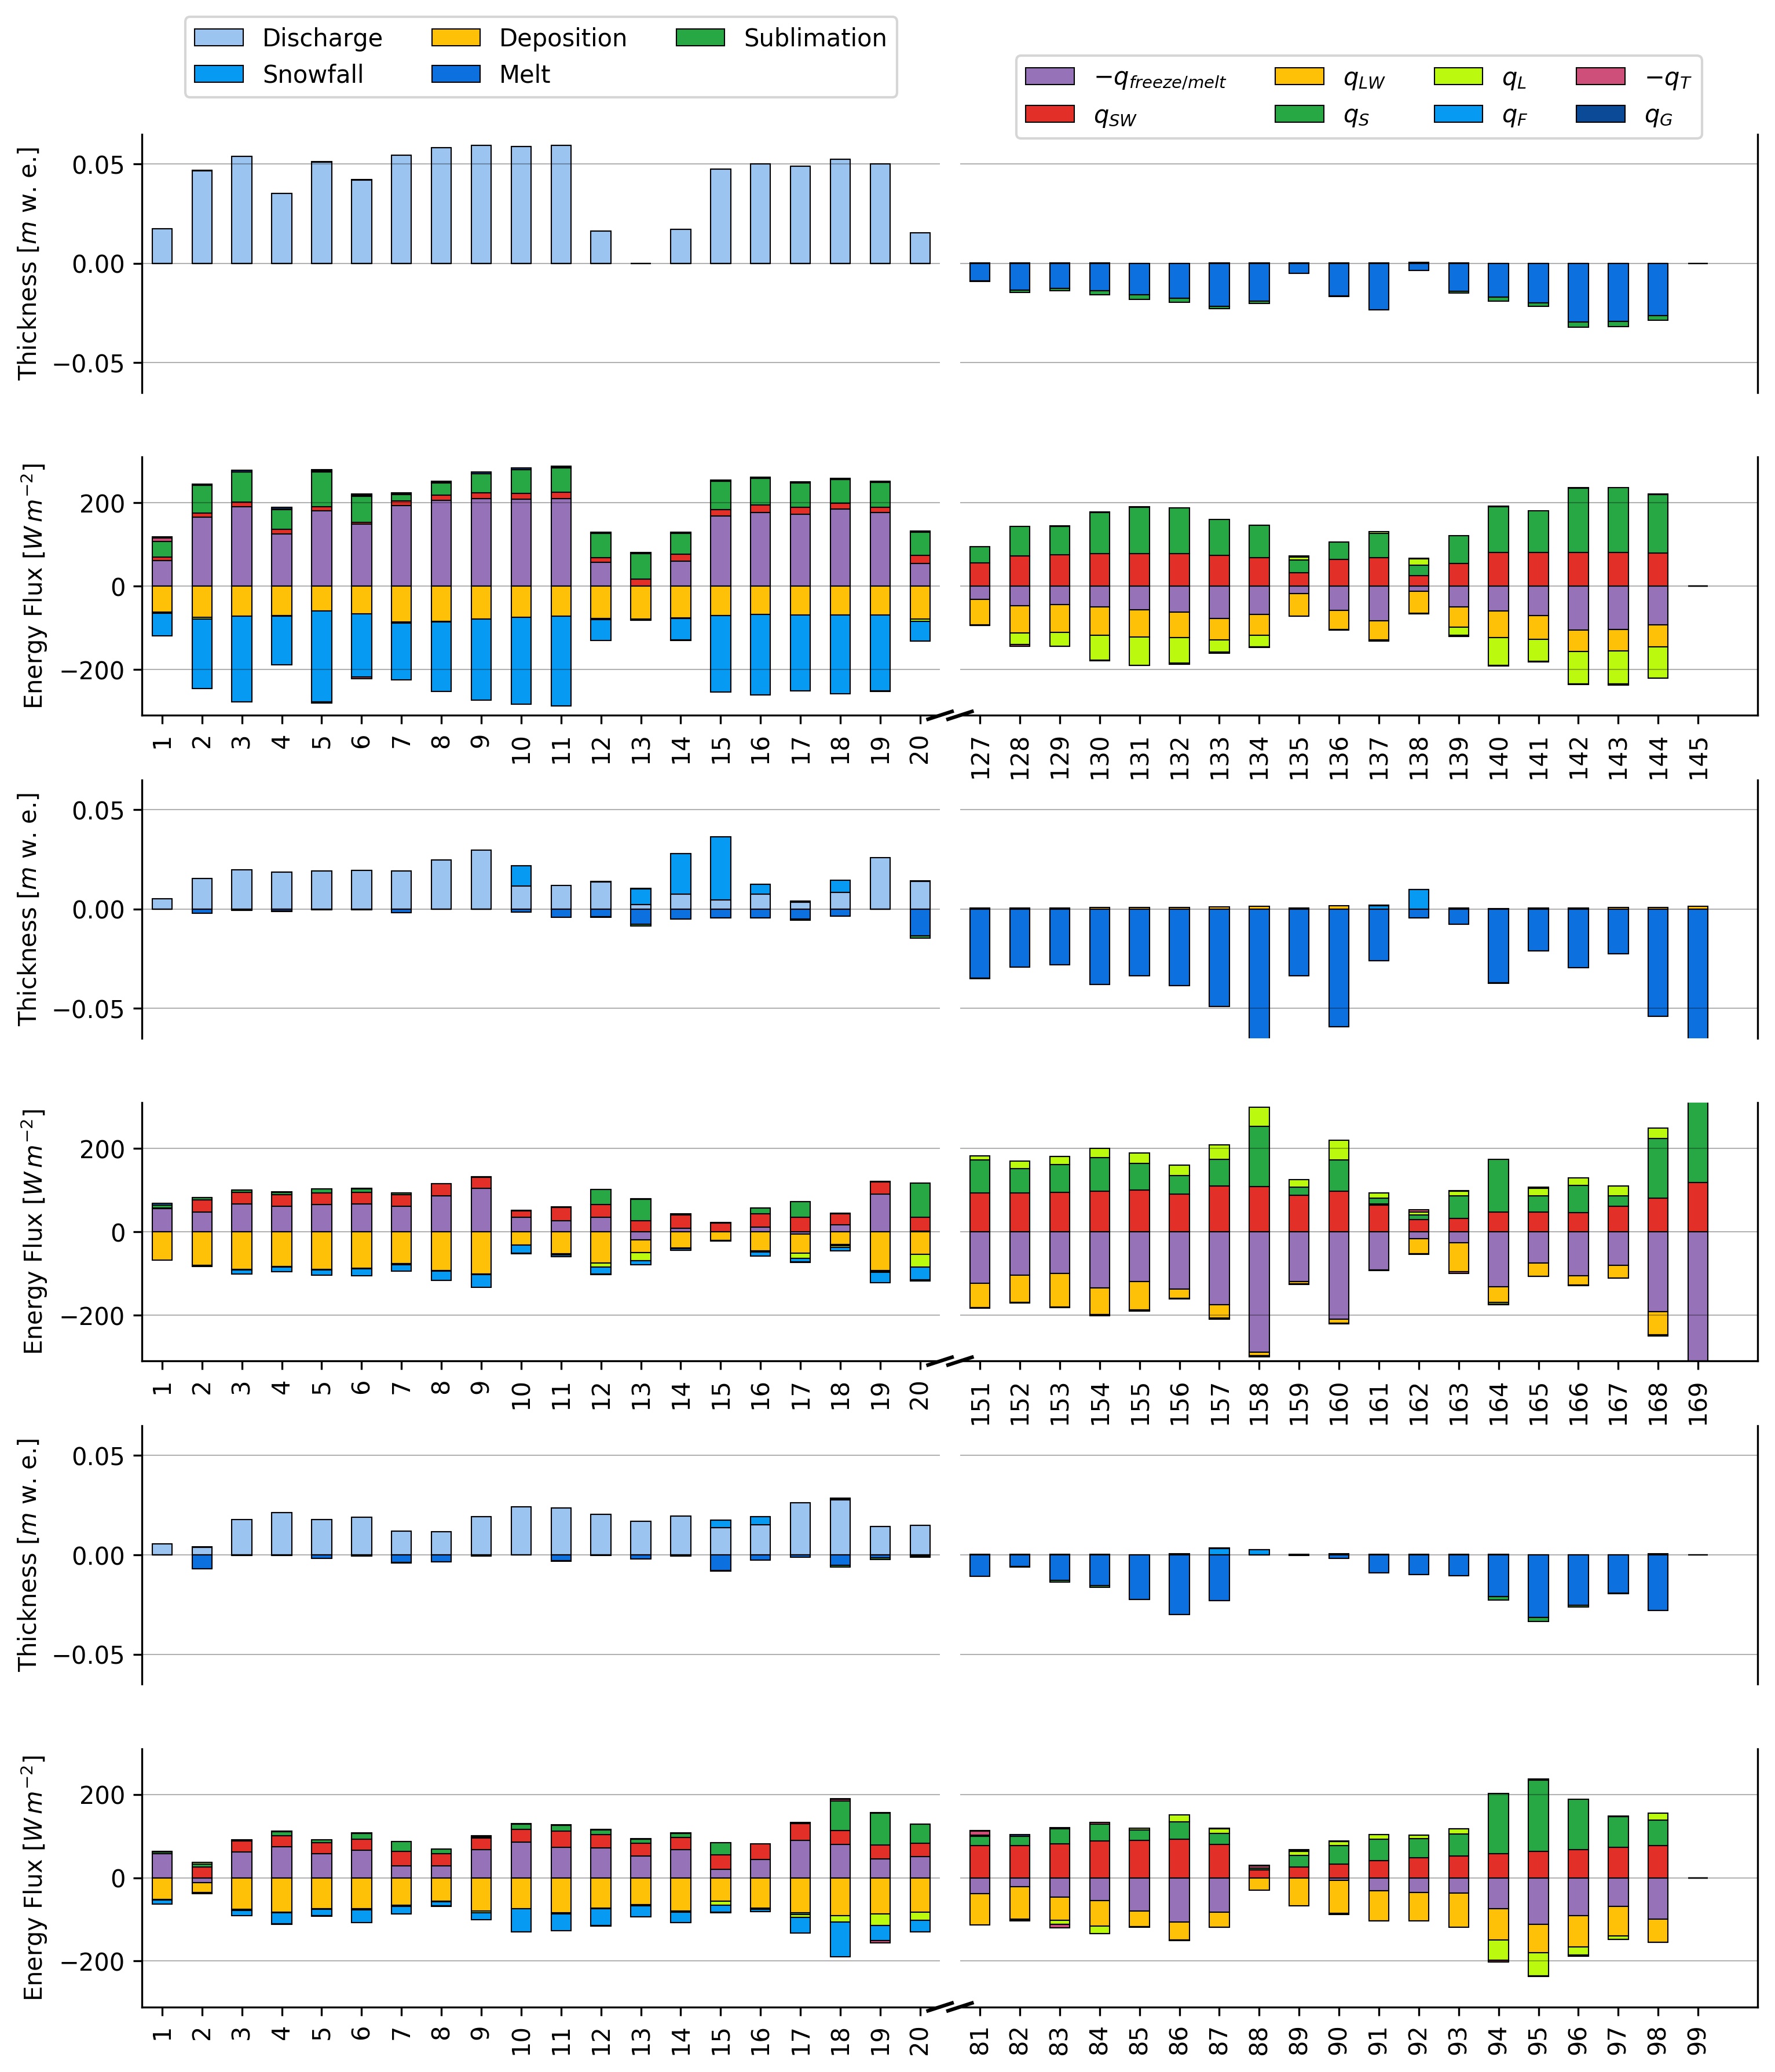 Discharge Deposition Sublimation
Snowfall Melt
−q_{freeze/melt} q_{LW} q_L −q_T
q_{SW} q_S q_F q_G
Thickness [m w. e.]
0.05
0.00
−0.05
Energy Flux [W m^{−2}]
200
0
−200
1 2 3 4 5 6 7 8 9 10 11 12 13 14 15 16 17 18 19 20 127 128 129 130 131 132 133 134 135 136 137 138 139 140 141 142 143 144 145
Thickness [m w. e.]
0.05
0.00
−0.05
Energy Flux [W m^{−2}]
200
0
−200
1 2 3 4 5 6 7 8 9 10 11 12 13 14 15 16 17 18 19 20 151 152 153 154 155 156 157 158 159 160 161 162 163 164 165 166 167 168 169
Thickness [m w. e.]
0.05
0.00
−0.05
Energy Flux [W m^{−2}]
200
0
−200
1 2 3 4 5 6 7 8 9 10 11 12 13 14 15 16 17 18 19 20 81 82 83 84 85 86 87 88 89 90 91 92 93 94 95 96 97 98 99